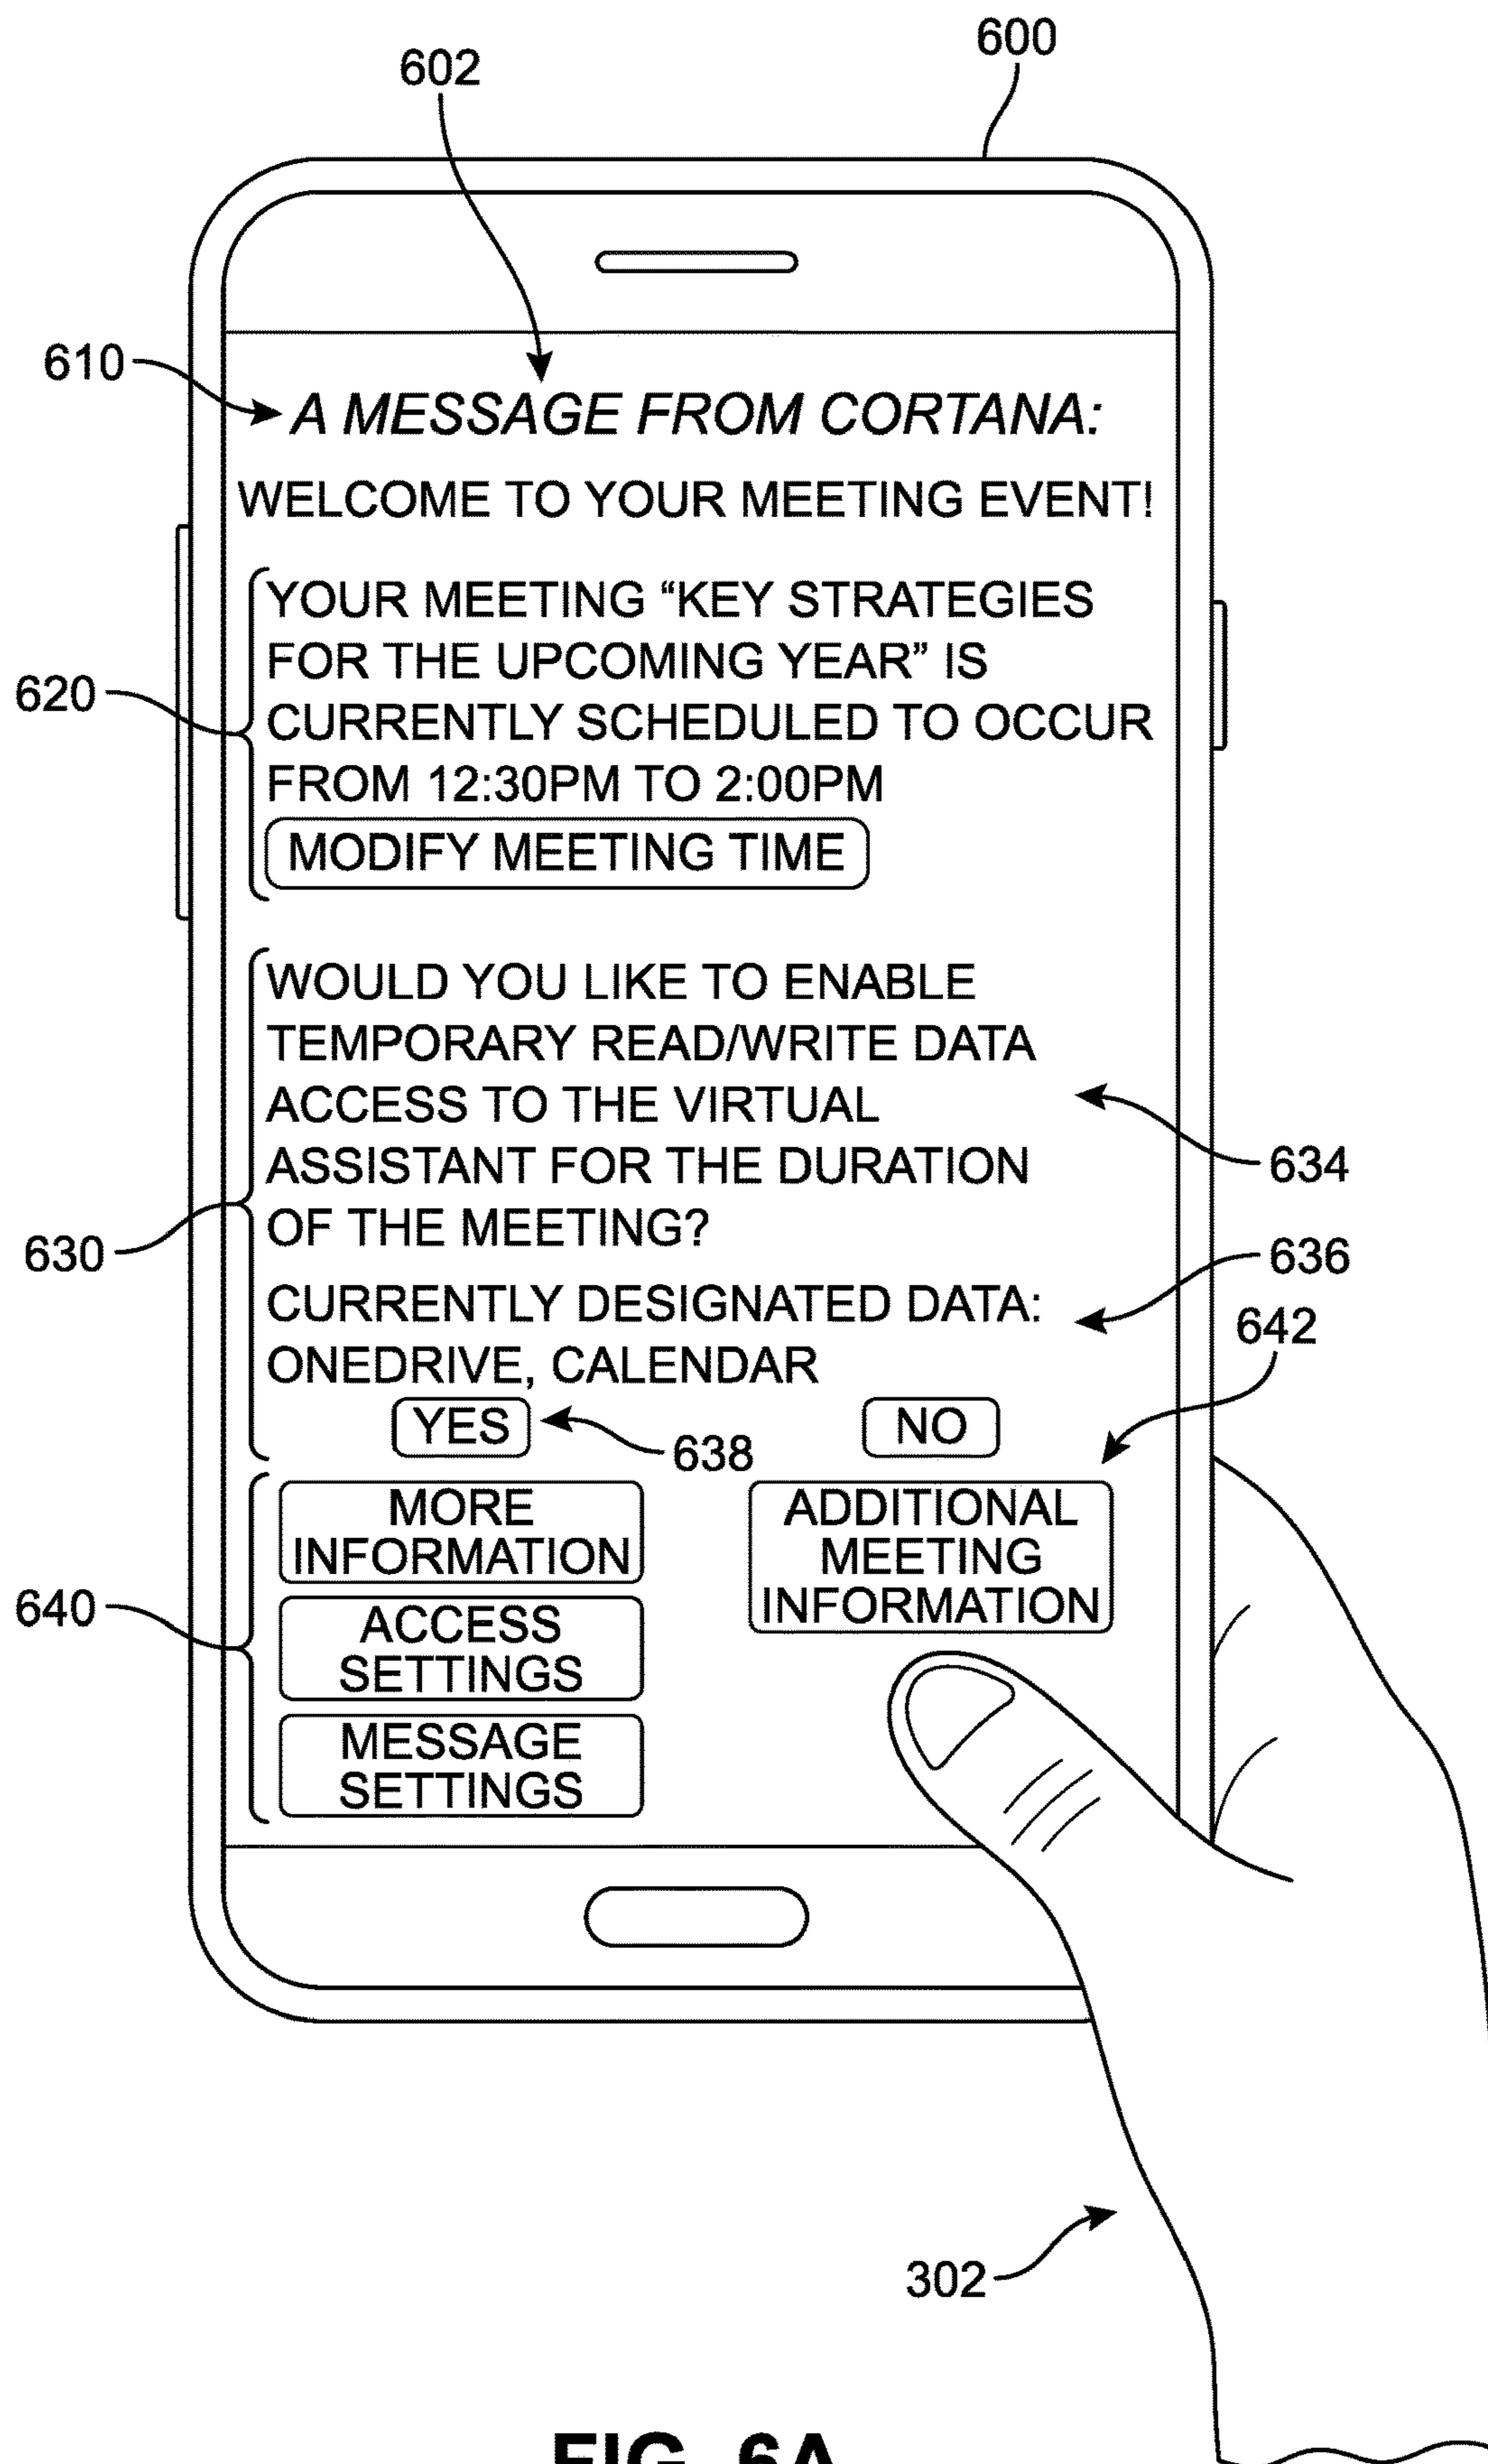 600
602
610
A MESSAGE FROM CORTANA:
WELCOME TO YOUR MEETING EVENT!
620
YOUR MEETING “KEY STRATEGIES
FOR THE UPCOMING YEAR” IS
CURRENTLY SCHEDULED TO OCCUR
FROM 12:30PM TO 2:00PM
MODIFY MEETING TIME
630
WOULD YOU LIKE TO ENABLE
TEMPORARY READ/WRITE DATA
ACCESS TO THE VIRTUAL
ASSISTANT FOR THE DURATION
OF THE MEETING?
634
CURRENTLY DESIGNATED DATA:
ONEDRIVE, CALENDAR
636
642
YES
638
NO
640
MORE
INFORMATION
ADDITIONAL
MEETING
INFORMATION
ACCESS
SETTINGS
MESSAGE
SETTINGS
302
FIG. 6A